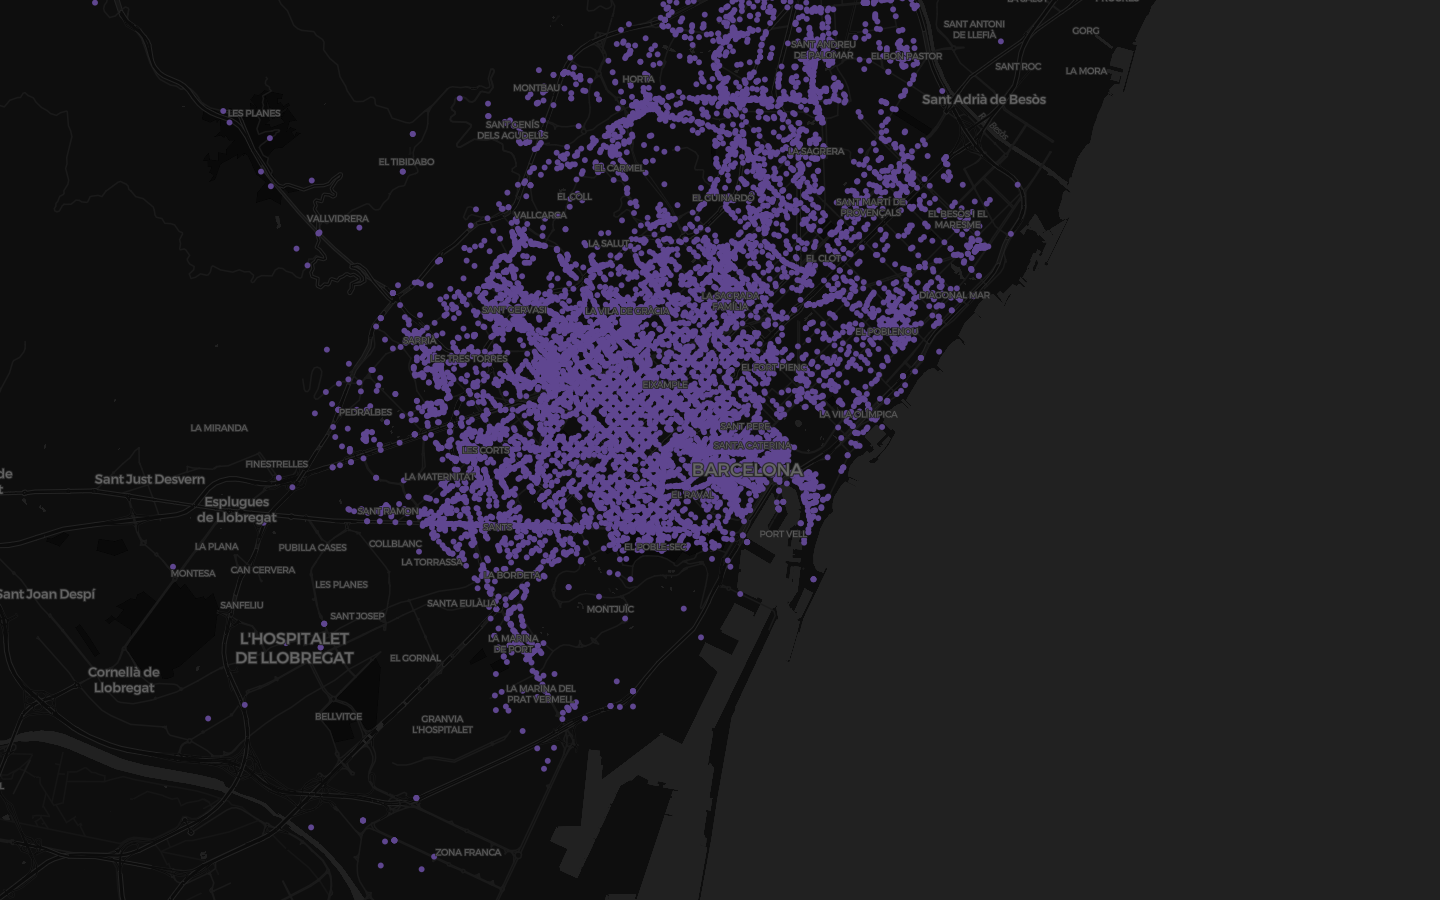 SANT ANTONI
DE LLEFIÀ
GORG
SANT ANDREU
DE PALOMAR
EL BON PASTOR
SANT ROC
LA MORA
HORTA
MONTBAU
Sant Adrià de Besòs
LES PLANES
R. Besòs
SANT GENÍS
DELS AGUDELLS
LA SAGRERA
EL TIBIDABO
EL CARMEL
EL COLL
EL GUINARDÓ
SANT MARTÍ DE
PROVENÇALS
VALLVIDRERA
VALLCARCA
EL BESÒS I EL
MARESME
LA SALUT
EL CLOT
LA SAGRADA
FAMÍLIA
DIAGONAL MAR
SANT GERVASI
LA VILA DE GRÀCIA
EL POBLENOU
SARRIÀ
LES TRES TORRES
EL FORT PIENC
EIXAMPLE
PEDRALBES
LA VILA OLÍMPICA
LA MIRANDA
SANT PERE
SANTA CATERINA
LES CORTS
FINESTRELLES
BARCELONA
Sant Just Desvern
LA MATERNITAT
EL RAVAL
Esplugues
de Llobregat
SANT RAMON
SANTS
PORT VELL
LA PLANA
PUBILLA CASES
COLLBLANC
EL POBLE SEC
LA TORRASSA
MONTESA
CAN CERVERA
LA BORDETA
LES PLANES
Sant Joan Despí
SANFELIU
SANTA EULÀLIA
MONTJUÏC
SANT JOSEP
L'HOSPITALET
DE LLOBREGAT
LA MARINA
DE PORT
EL GORNAL
Cornellà de
Llobregat
LA MARINA DEL
PRAT VERMELL
BELLVITGE
GRANVIA
L'HOSPITALET
ZONA FRANCA